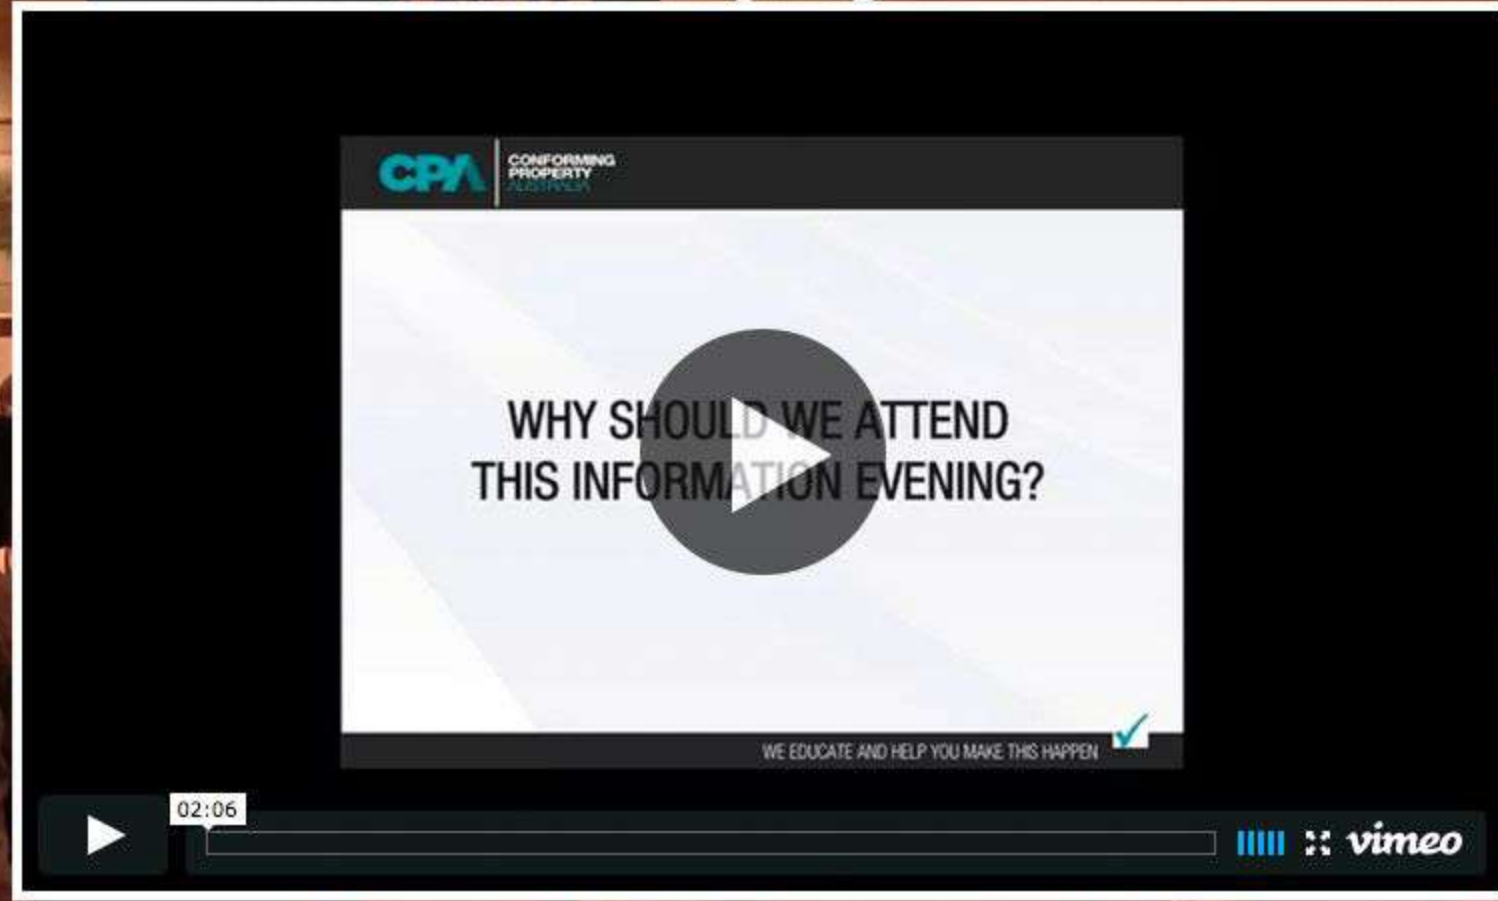 CPA
CONFORMING
PROPERTY
AUSTRALIA
WHY SHOULD WE ATTEND
THIS INFORMATION EVENING?
WE EDUCATE AND HELP YOU MAKE THIS HAPPEN
02:06
vimeo